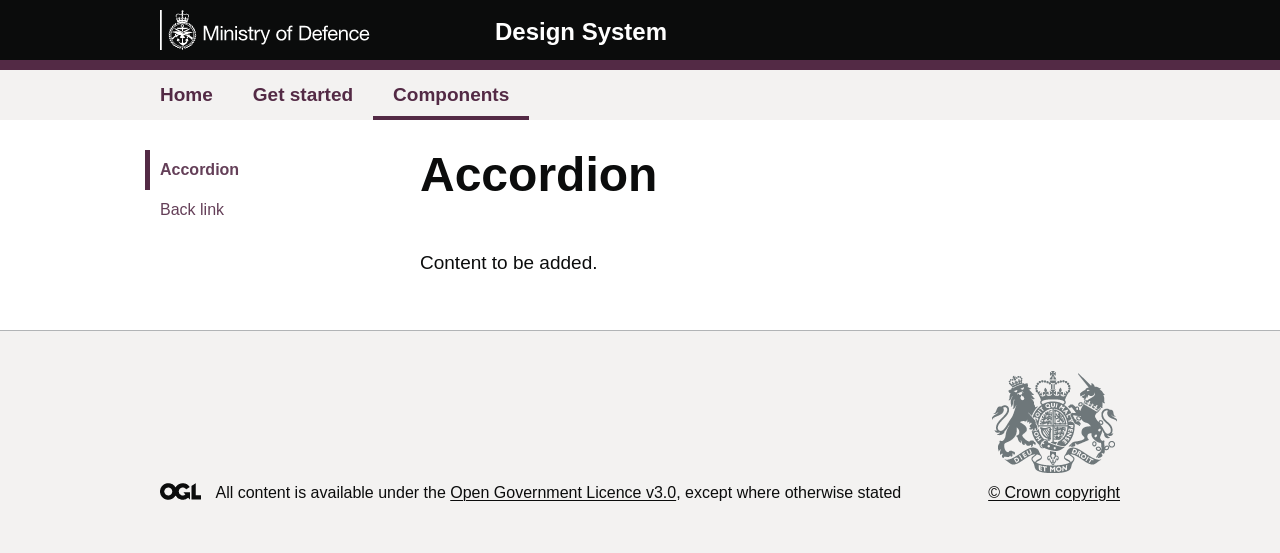 Ministry of Defence
Design System
Home Get started Components
Accordion
Back link
Accordion
Content to be added.
DIEU ET MON DROIT
OGL All content is available under the Open Government Licence v3.0, except where otherwise stated
© Crown copyright